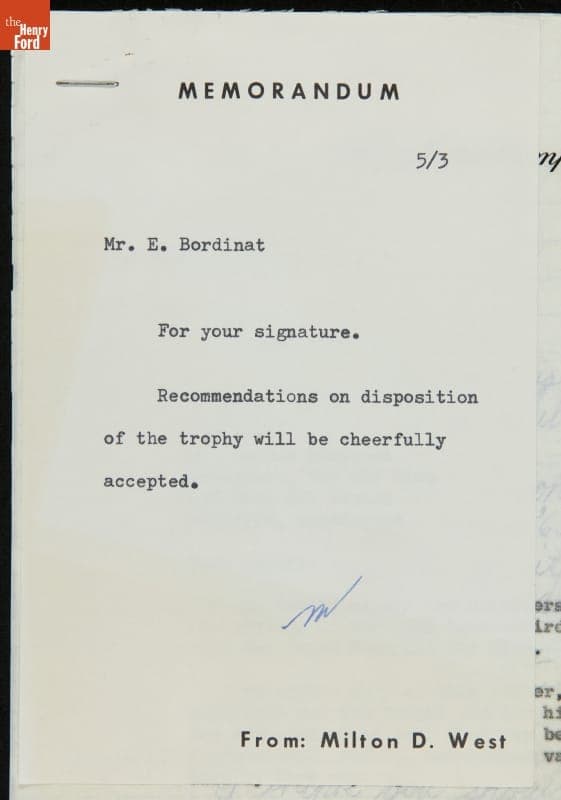 the
Henry
Ford
MEMORANDUM
5/3
Mr. E. Bordinat
For your signature.
Recommendations on disposition
of the trophy will be cheerfully
accepted.
From: Milton D. West